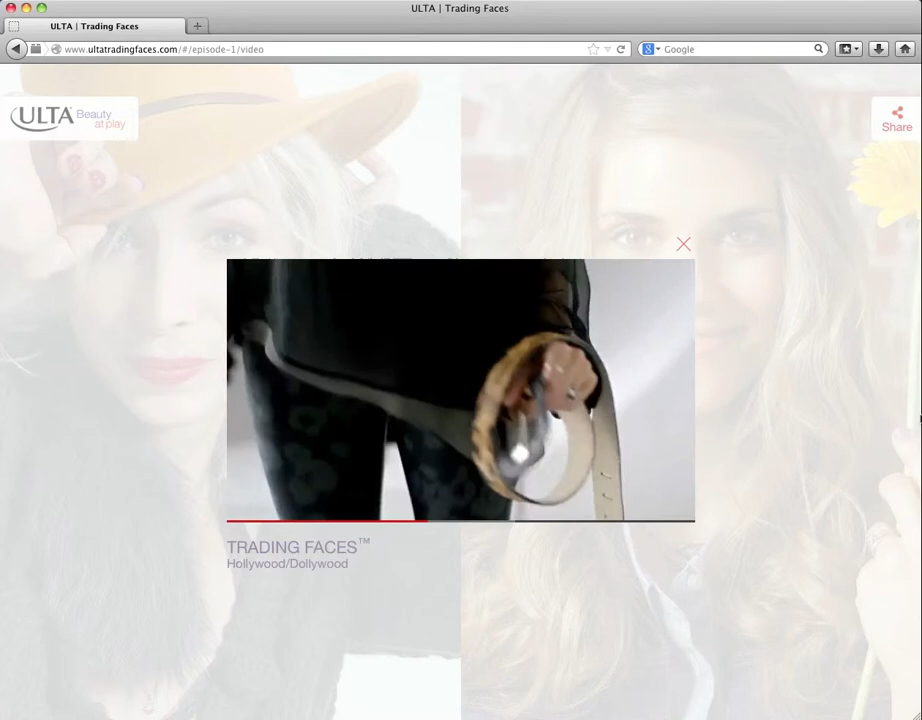 ULTA | Trading Faces
ULTA | Trading Faces
www.ultatradingfaces.com/#/episode-1/video
Google
ULTA Beauty
at play
Share
TRADING FACES™
Hollywood/Dollywood